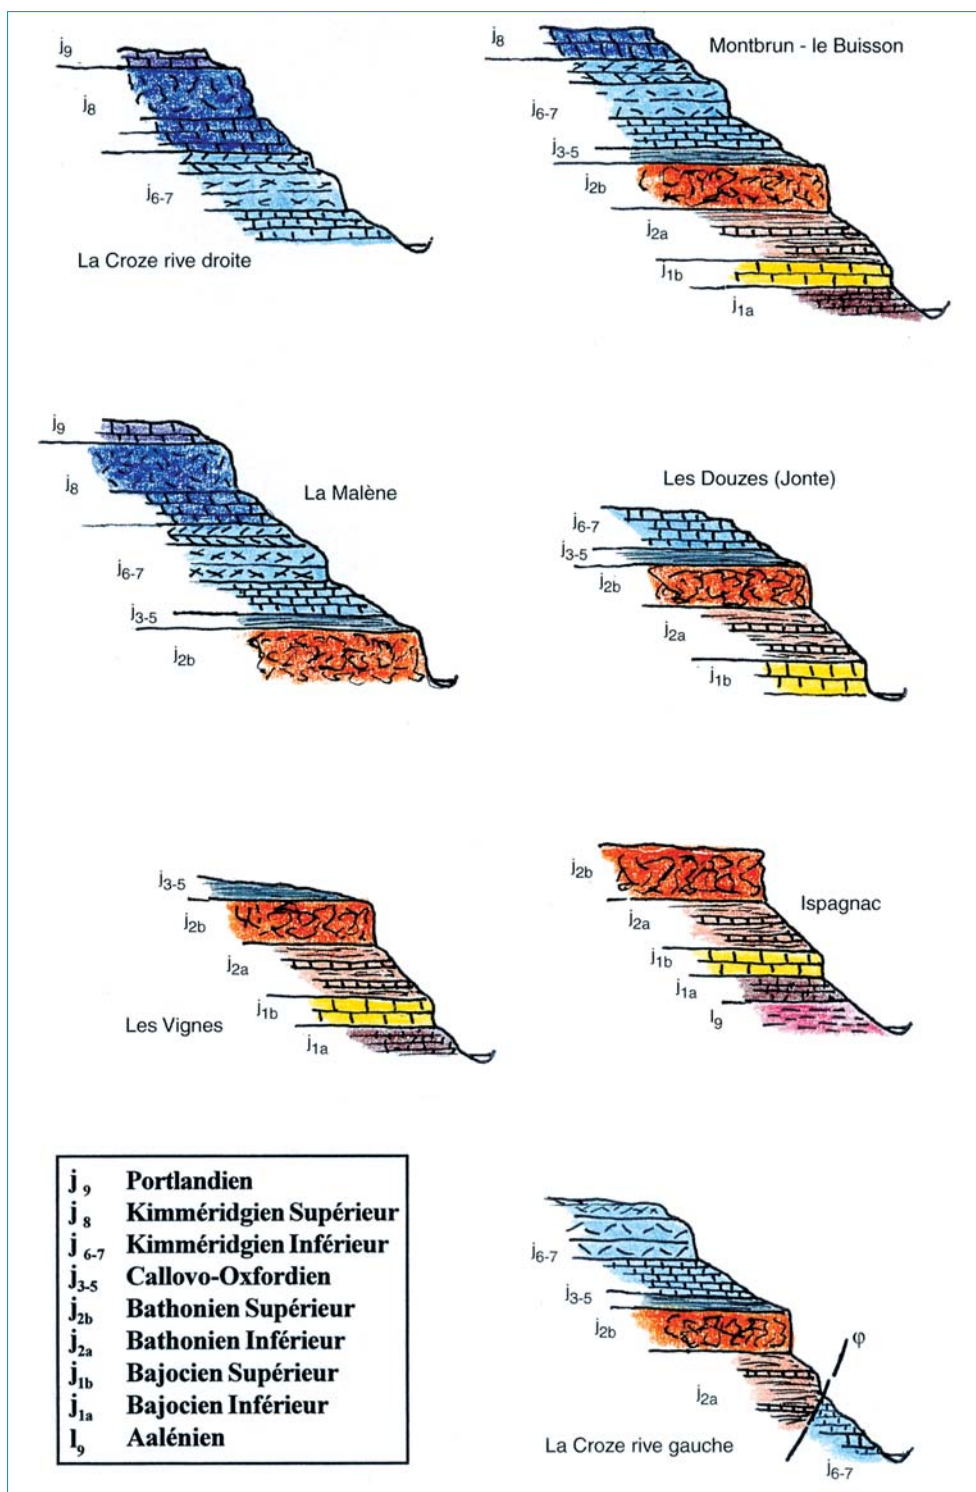 j9
j8
j6-7
La Croze rive droite
j8
Montbrun - le Buisson
j6-7
j3-5
j2b
j2a
j1b
j1a
j9
j8
La Malène
j6-7
j3-5
j2b
Les Douzes (Jonte)
j6-7
j3-5
j2b
j2a
j1b
j3-5
j2b
j2a
j1b
Les Vignes
j1a
j2b
j2a
Ispagnac
j1b
j1a
l9
j9 Portlandien
j8 Kimméridgien Supérieur
j6-7 Kimméridgien Inférieur
j3-5 Callovo-Oxfordien
j2b Bathonien Supérieur
j2a Bathonien Inférieur
j1b Bajocien Supérieur
j1a Bajocien Inférieur
l9 Aalénien
j6-7
j3-5
j2b
φ
j2a
La Croze rive gauche
j6-7